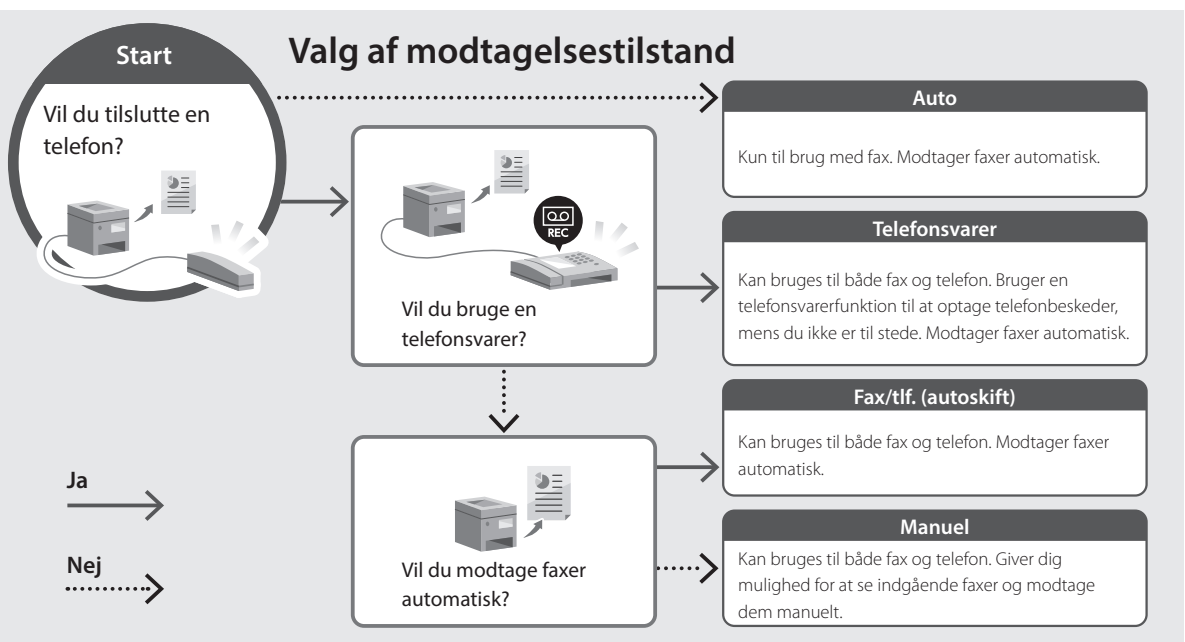 Valg af modtagelsestilstand
Start
Vil du tilslutte en
telefon?
Auto
Kun til brug med fax. Modtager faxer automatisk.
REC
Vil du bruge en
telefonsvarer?
Telefonsvarer
Kan bruges til både fax og telefon. Bruger en
telefonsvarerfunktion til at optage telefonbeskeder,
mens du ikke er til stede. Modtager faxer automatisk.
Vil du modtage faxer
automatisk?
Fax/tlf. (autoskift)
Kan bruges til både fax og telefon. Modtager faxer
automatisk.
Manuel
Kan bruges til både fax og telefon. Giver dig
mulighed for at se indgående faxer og modtage
dem manuelt.
Ja
Nej